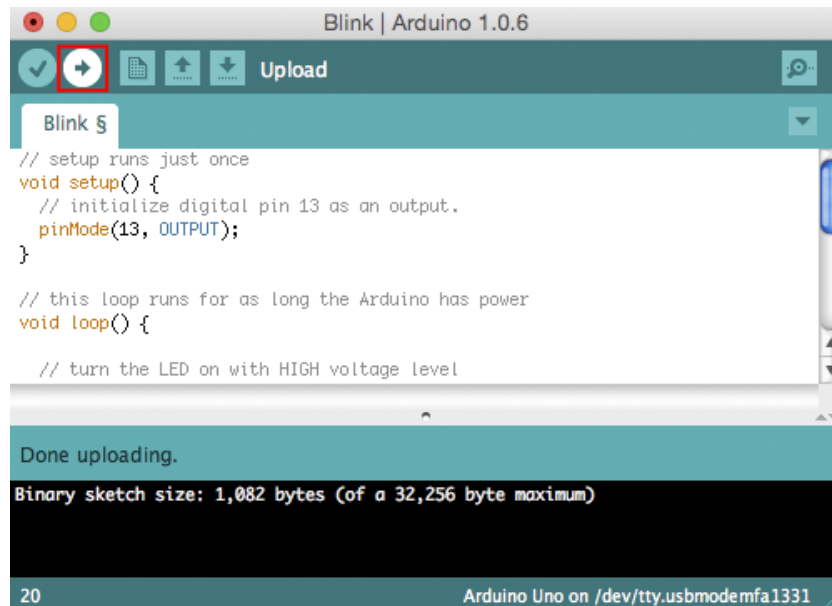 Blink | Arduino 1.0.6
Upload
Blink §
// setup runs just once
void setup() {
  // initialize digital pin 13 as an output.
  pinMode(13, OUTPUT);
}
// this loop runs for as long the Arduino has power
void loop() {
  // turn the LED on with HIGH voltage level
Done uploading.
Binary sketch size: 1,082 bytes (of a 32,256 byte maximum)
20 Arduino Uno on /dev/tty.usbmodemfa1331